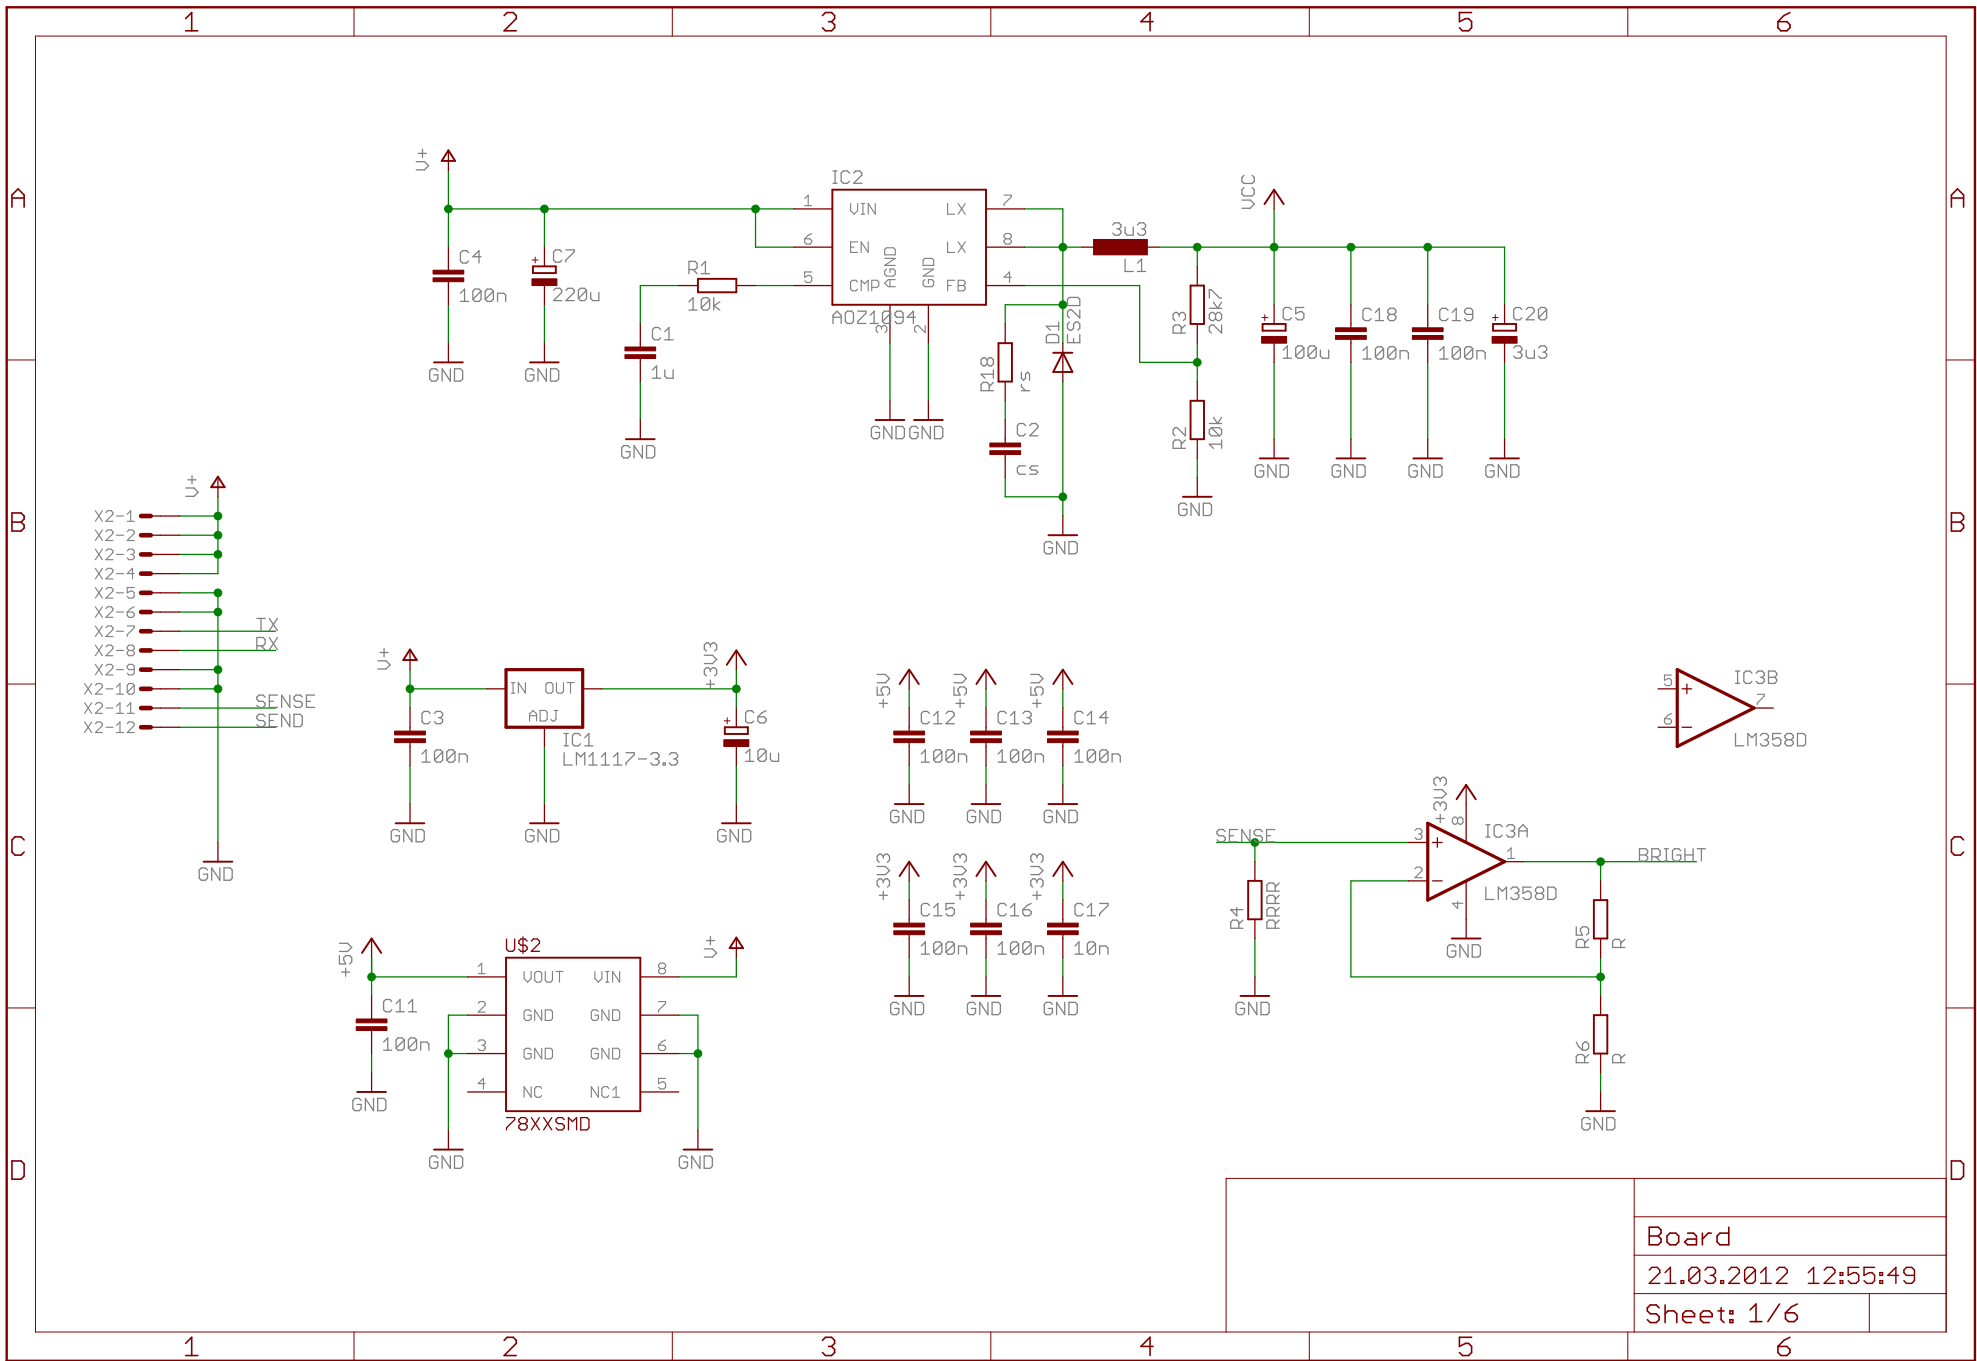 1 2 3 4 5 6
A A
B B
C C
D D
V+
C4
100n
GND
C7
220u
GND
R1
10k
C1
1u
GND
IC2
1 VIN LX 7
6 EN LX 8
5 CMP AGND GND FB 4
AOZ1094
3 2
GND GND
3u3
L1
R18
rs
C2
cs
D1
ES2D
GND
R3
28k7
R2
10k
GND
VCC
C5
100u
GND
C18
100n
GND
C19
100n
GND
C20
3u3
GND
V+
X2-1
X2-2
X2-3
X2-4
X2-5
X2-6
X2-7 TX
X2-8 RX
X2-9
X2-10
X2-11 SENSE
X2-12 SEND
GND
V+
C3
100n
GND
IN OUT
ADJ
IC1
LM1117-3.3
GND
+3V3
C6
10u
GND
+5V +5V +5V
C12 C13 C14
100n 100n 100n
GND GND GND
+3V3 +3V3 +3V3
C15 C16 C17
100n 100n 10n
GND GND GND
IC3B
5
6
7
LM358D
SENSE
R4
RRRR
GND
+3V3
8
3
2
1
4
IC3A
LM358D
GND
BRIGHT
R5
R
R6
R
GND
+5V
C11
100n
GND
U$2
1 VOUT VIN 8
2 GND GND 7
3 GND GND 6
4 NC NC1 5
78XXSMD
V+
GND GND
Board
21.03.2012 12:55:49
Sheet: 1/6
1 2 3 4 5 6